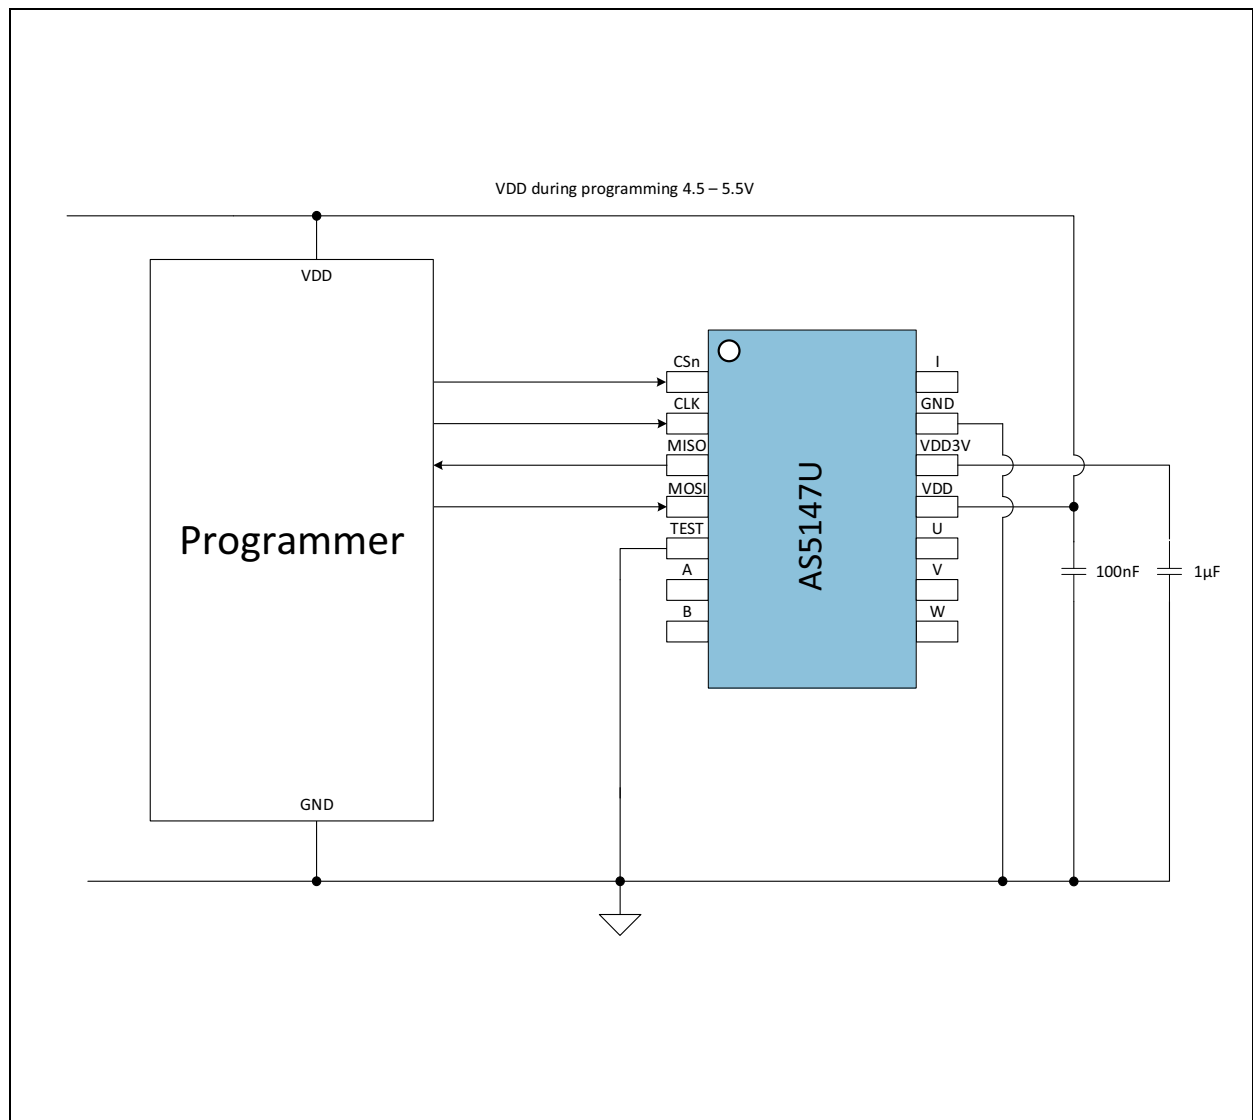 VDD during programming 4.5 – 5.5V
VDD
Programmer
GND
CSn
CLK
MISO
MOSI
TEST
A
B
AS5147U
I
GND
VDD3V
VDD
U
V
W
100nF
1µF